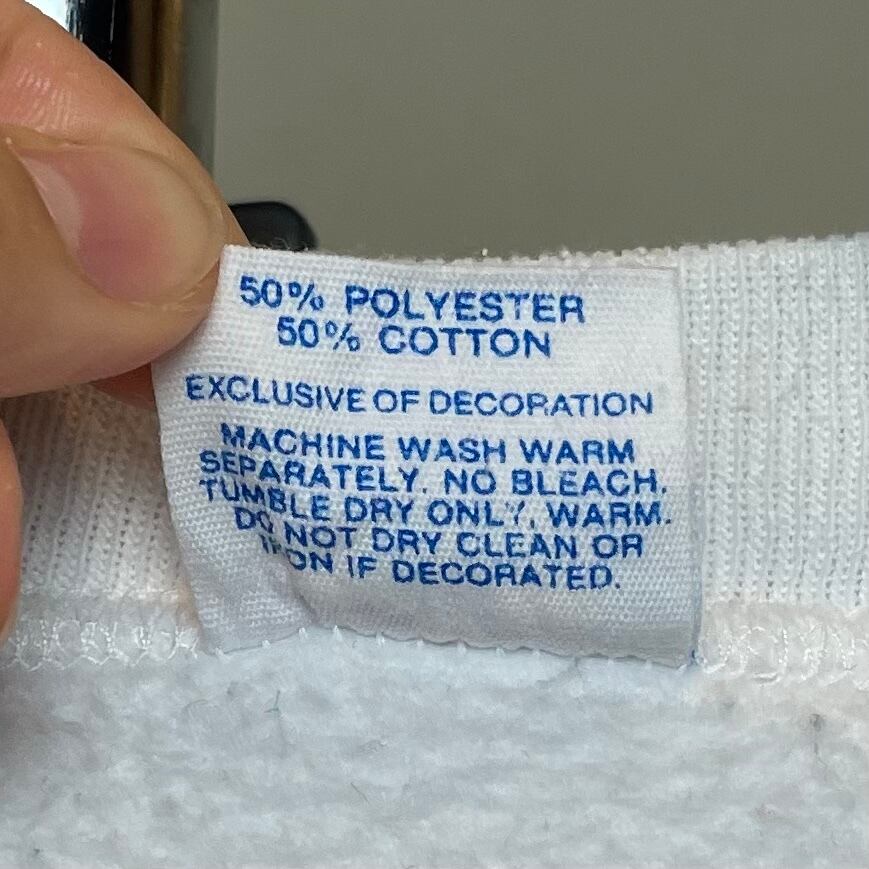 50% POLYESTER
50% COTTON
EXCLUSIVE OF DECORATION
MACHINE WASH WARM
SEPARATELY. NO BLEACH.
TUMBLE DRY ONLY, WARM.
DO NOT DRY CLEAN OR
IRON IF DECORATED.